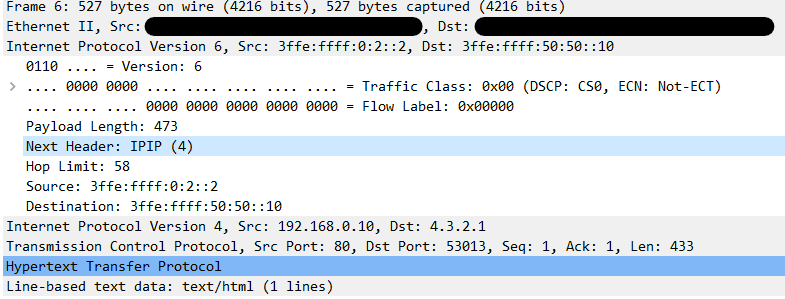 Frame 6: 527 bytes on wire (4216 bits), 527 bytes captured (4216 bits)
Ethernet II, Src: , Dst:
Internet Protocol Version 6, Src: 3ffe:ffff:0:2::2, Dst: 3ffe:ffff:50:50::10
0110 .... = Version: 6
.... 0000 0000 .... .... .... .... .... = Traffic Class: 0x00 (DSCP: CS0, ECN: Not-ECT)
.... .... .... 0000 0000 0000 0000 0000 = Flow Label: 0x00000
Payload Length: 473
Next Header: IPIP (4)
Hop Limit: 58
Source: 3ffe:ffff:0:2::2
Destination: 3ffe:ffff:50:50::10
Internet Protocol Version 4, Src: 192.168.0.10, Dst: 4.3.2.1
Transmission Control Protocol, Src Port: 80, Dst Port: 53013, Seq: 1, Ack: 1, Len: 433
Hypertext Transfer Protocol
Line-based text data: text/html (1 lines)